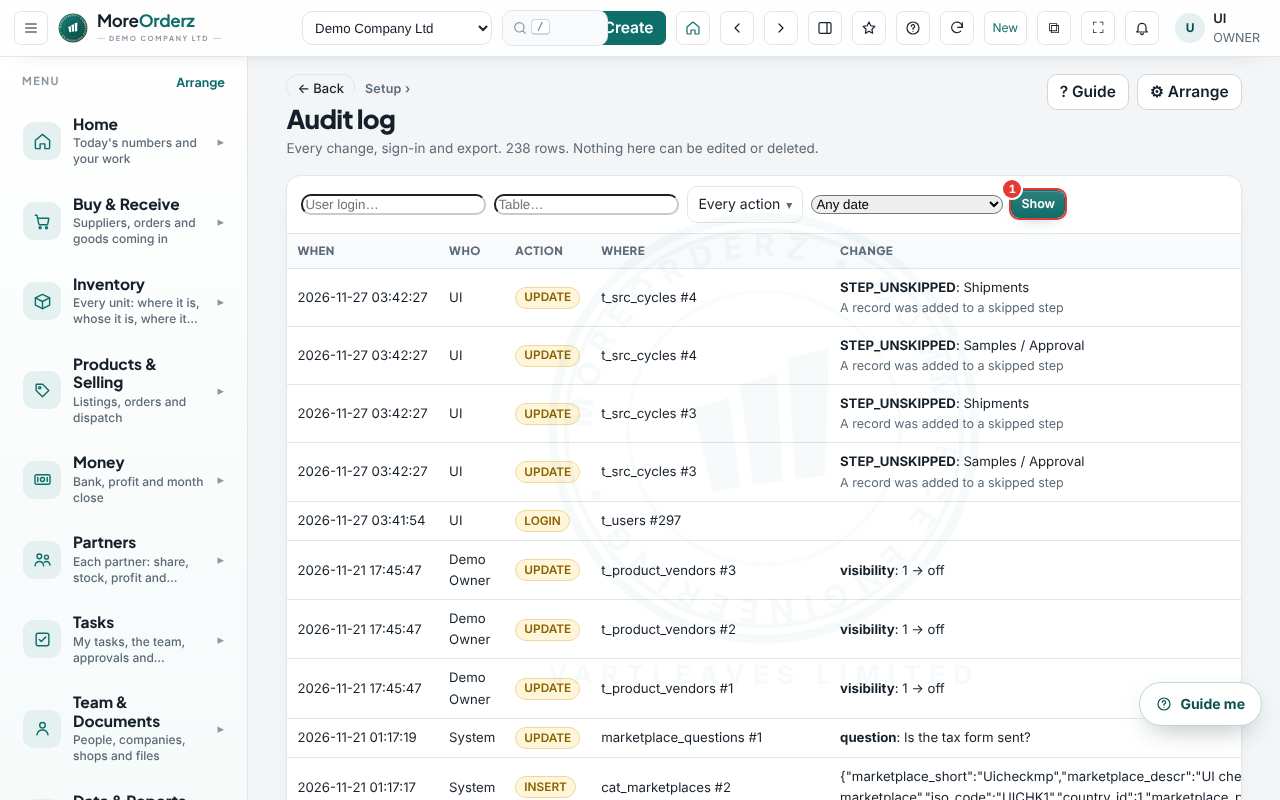 MoreOrderz
— DEMO COMPANY LTD —
Demo Company Ltd
/
Create
New
U
UI
OWNER
MENU
Arrange
Home
Today's numbers and
your work
Buy & Receive
Suppliers, orders and
goods coming in
Inventory
Every unit: where it is,
whose it is, where it...
Products &
Selling
Listings, orders and
dispatch
Money
Bank, profit and month
close
Partners
Each partner: share,
stock, profit and...
Tasks
My tasks, the team,
approvals and...
Team &
Documents
People, companies,
shops and files
Data & Reports
← Back
Setup ›
? Guide
⚙ Arrange
Audit log
Every change, sign-in and export. 238 rows. Nothing here can be edited or deleted.
User login...
Table...
Every action ▾
Any date
1
Show
WHEN WHO ACTION WHERE CHANGE
2026-11-27 03:42:27 UI UPDATE t_src_cycles #4 STEP_UNSKIPPED: Shipments
A record was added to a skipped step
2026-11-27 03:42:27 UI UPDATE t_src_cycles #4 STEP_UNSKIPPED: Samples / Approval
A record was added to a skipped step
2026-11-27 03:42:27 UI UPDATE t_src_cycles #3 STEP_UNSKIPPED: Shipments
A record was added to a skipped step
2026-11-27 03:42:27 UI UPDATE t_src_cycles #3 STEP_UNSKIPPED: Samples / Approval
A record was added to a skipped step
2026-11-27 03:41:54 UI LOGIN t_users #297
2026-11-21 17:45:47 Demo Owner UPDATE t_product_vendors #3 visibility: 1 → off
2026-11-21 17:45:47 Demo Owner UPDATE t_product_vendors #2 visibility: 1 → off
2026-11-21 17:45:47 Demo Owner UPDATE t_product_vendors #1 visibility: 1 → off
2026-11-21 01:17:19 System UPDATE marketplace_questions #1 question: Is the tax form sent?
2026-11-21 01:17:17 System INSERT cat_marketplaces #2 {"marketplace_short":"Uicheckmp","marketplace_descr":"UI che
marketplace","iso_code":"UICHK1","country_id":1,"marketplace_
MOREORDERZ
VARTLEAVES LIMITED
Guide me